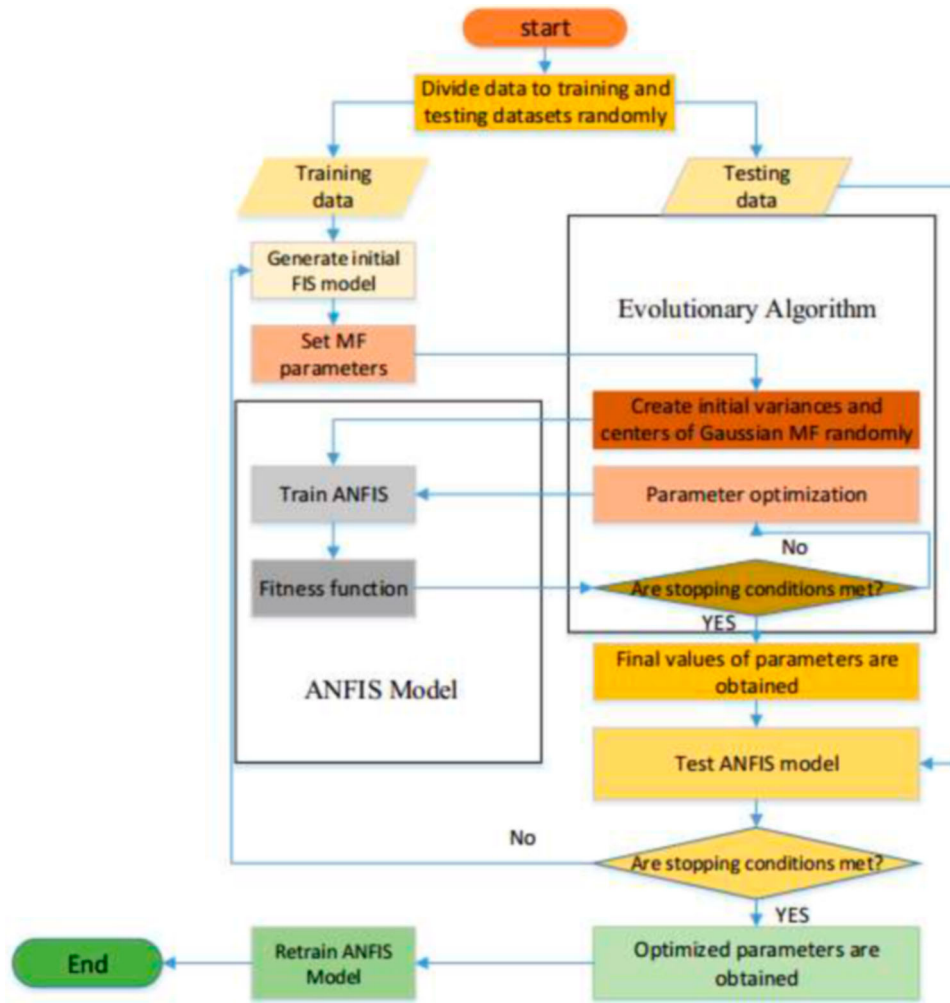 start
Divide data to training and
testing datasets randomly
Training
data
Testing
data
Generate initial
FIS model
Evolutionary Algorithm
Set MF
parameters
Create initial variances and
centers of Gaussian MF randomly
Train ANFIS
Parameter optimization
No
Fitness function
Are stopping conditions met?
YES
Final values of parameters are
obtained
ANFIS Model
Test ANFIS model
No
Are stopping conditions met?
YES
End
Retrain ANFIS
Model
Optimized parameters are
obtained